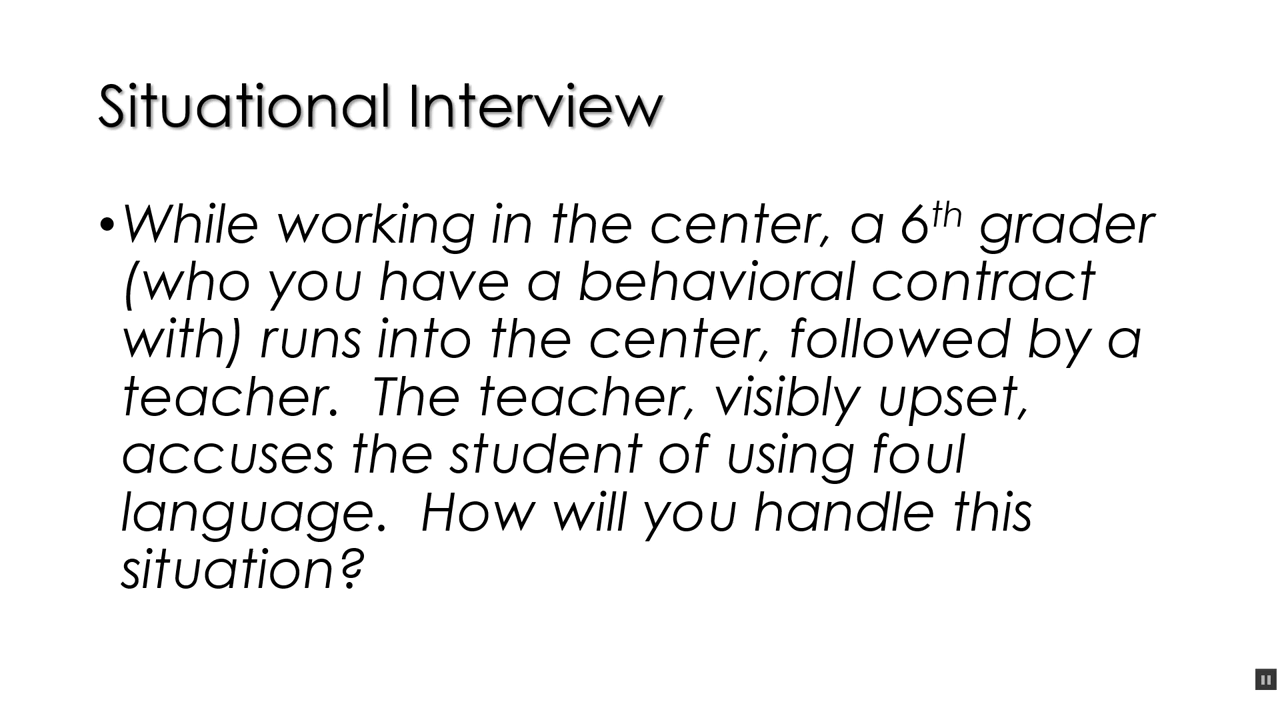 Situational Interview
•While working in the center, a 6th grader
(who you have a behavioral contract
with) runs into the center, followed by a
teacher.  The teacher, visibly upset,
accuses the student of using foul
language.  How will you handle this
situation?